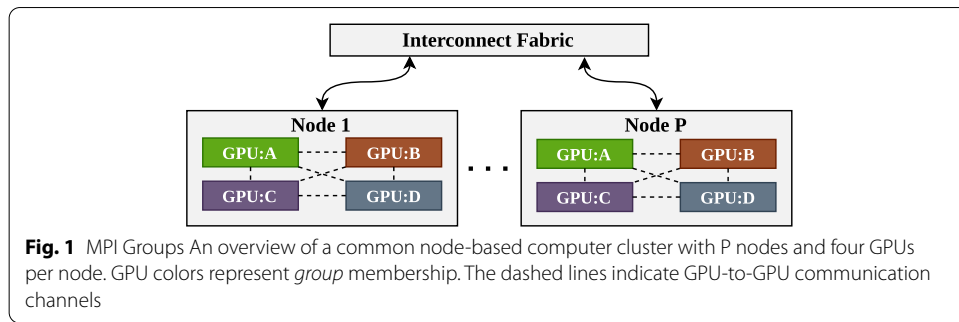 Interconnect Fabric
Node 1
GPU:A
GPU:B
GPU:C
GPU:D
. . .
Node P
GPU:A
GPU:B
GPU:C
GPU:D
Fig. 1 MPI Groups An overview of a common node-based computer cluster with P nodes and four GPUs
per node. GPU colors represent group membership. The dashed lines indicate GPU-to-GPU communication
channels